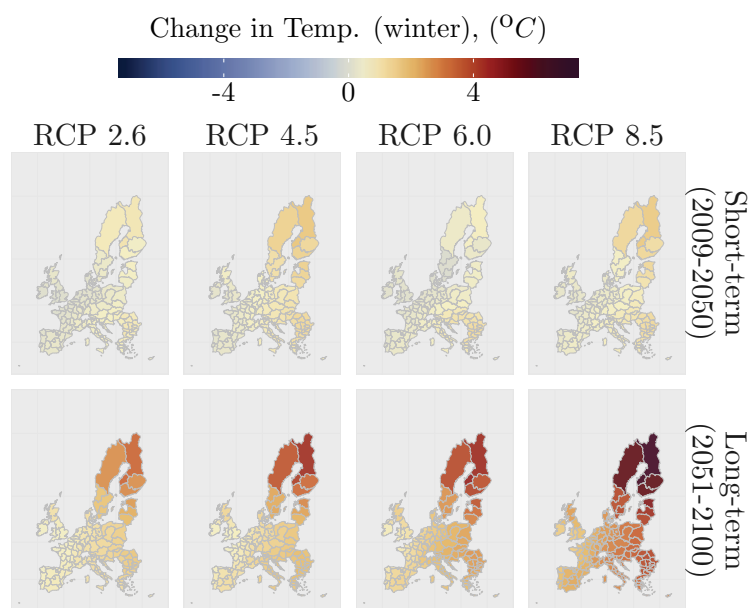 Change in Temp. (winter), (°C)
-4 0 4
RCP 2.6 RCP 4.5 RCP 6.0 RCP 8.5
Short-term
(2009-2050)
Long-term
(2051-2100)